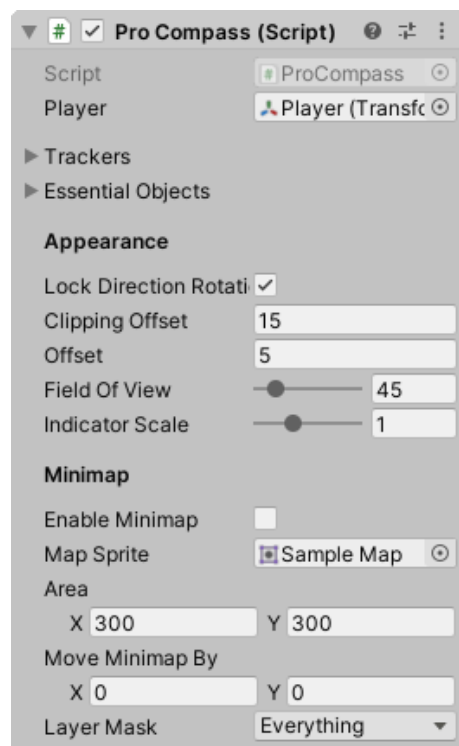 Pro Compass (Script)
Script ProCompass
Player Player (Transfo
Trackers
Essential Objects
Appearance
Lock Direction Rotati
Clipping Offset 15
Offset 5
Field Of View 45
Indicator Scale 1
Minimap
Enable Minimap
Map Sprite Sample Map
Area
X 300 Y 300
Move Minimap By
X 0 Y 0
Layer Mask Everything